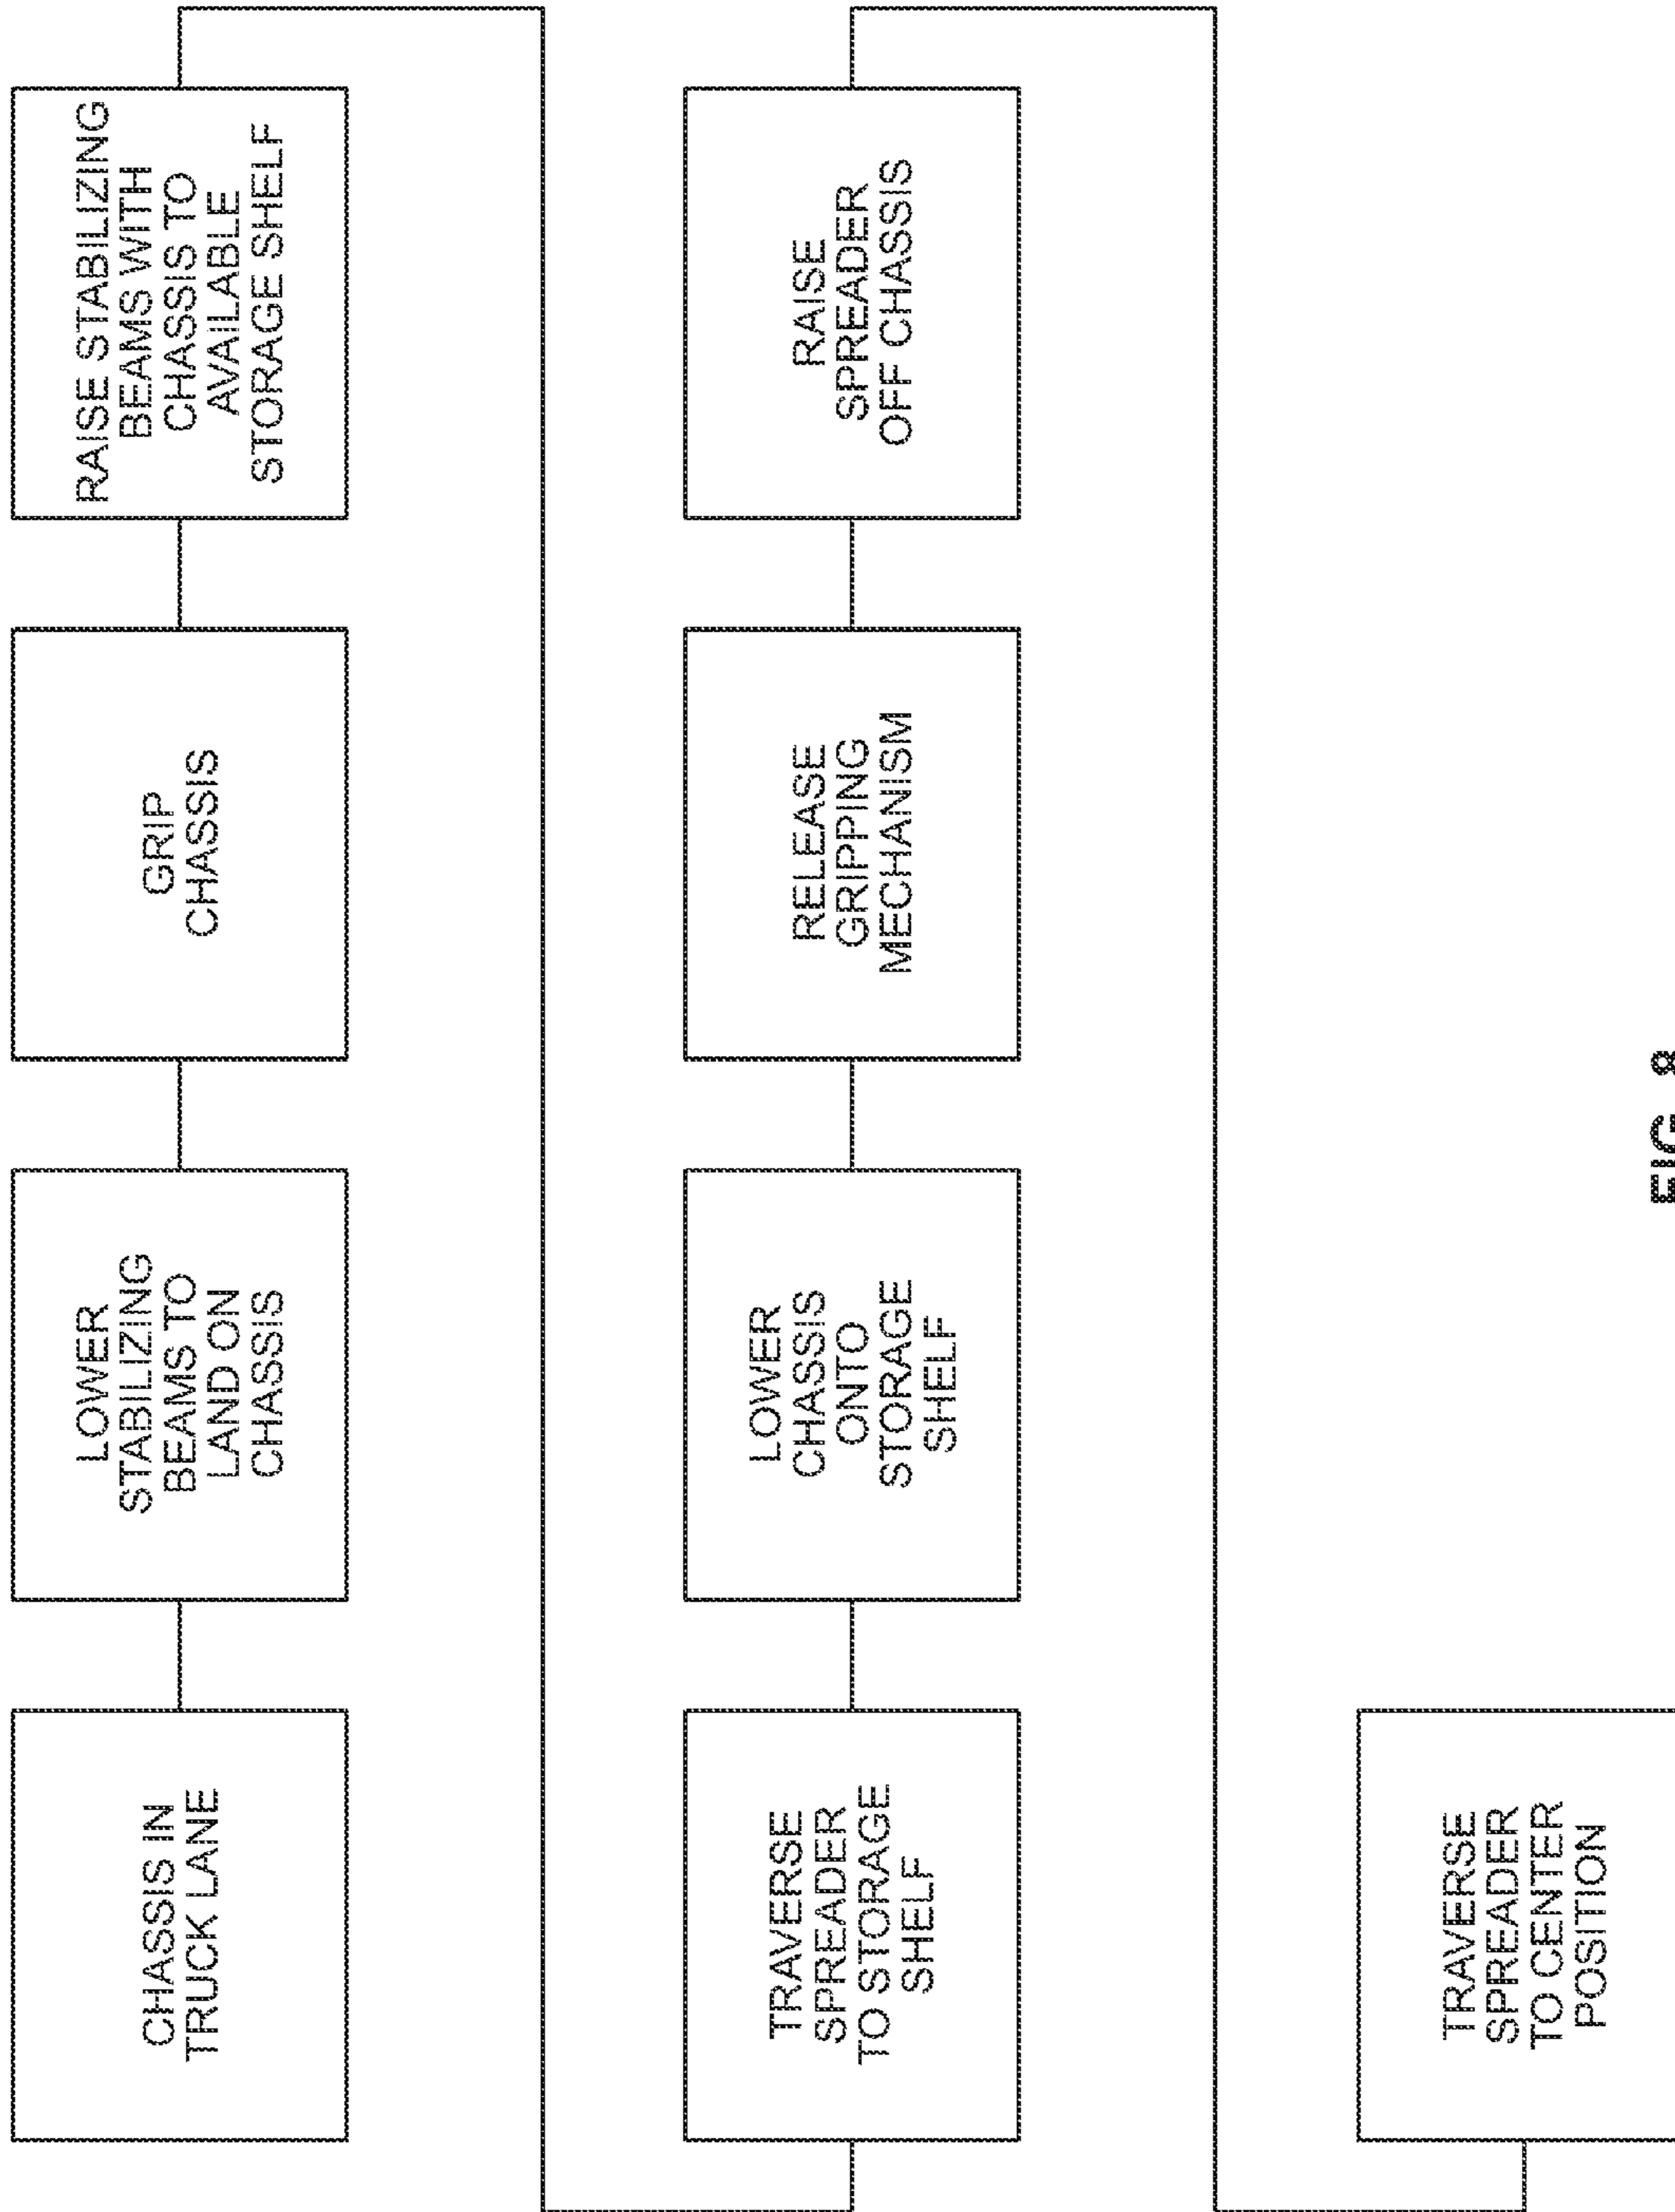 CHASSIS IN
TRUCK LANE
LOWER
STABILIZING
BEAMS TO
LAND ON
CHASSIS
GRIP
CHASSIS
RAISE STABILIZING
BEAMS WITH
CHASSIS TO
AVAILABLE
STORAGE SHELF
TRAVERSE
SPREADER
TO STORAGE
SHELF
LOWER
CHASSIS
ONTO
STORAGE
SHELF
RELEASE
GRIPPING
MECHANISM
RAISE
SPREADER
OFF CHASSIS
TRAVERSE
SPREADER
TO CENTER
POSITION
FIG. 8